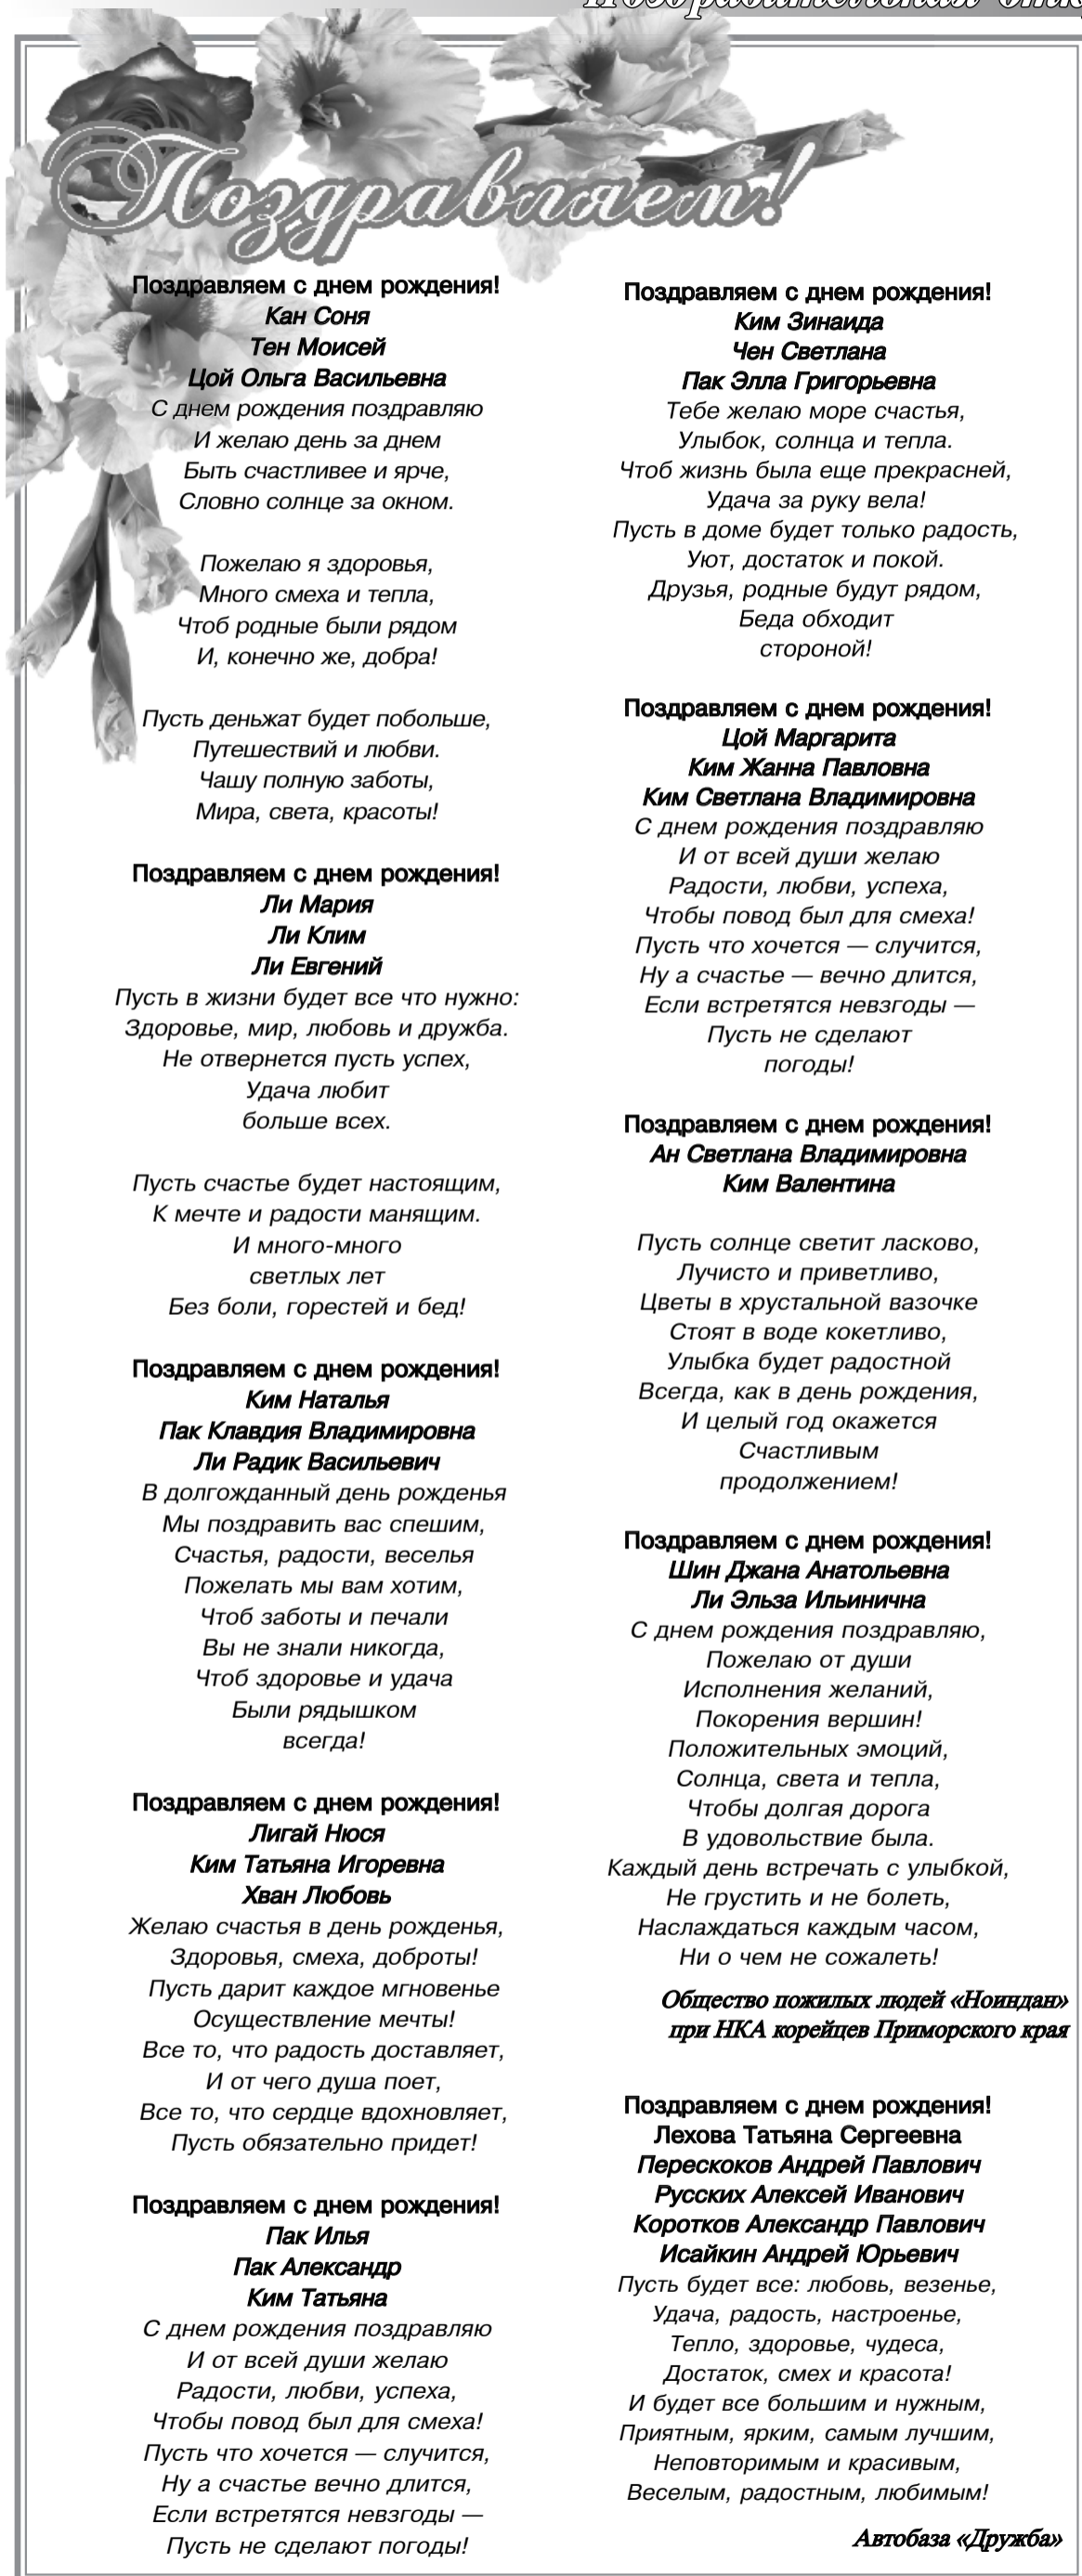 Поздравительная
Поздравляем!
Поздравляем с днем рождения!
Кан Соня
Тен Моисей
Цой Ольга Васильевна
С днем рождения поздравляю
И желаю день за днем
Быть счастливее и ярче,
Словно солнце за окном.
Пожелаю я здоровья,
Много смеха и тепла,
Чтоб родные были рядом
И, конечно же, добра!
Пусть деньжат будет побольше,
Путешествий и любви.
Чашу полную заботы,
Мира, света, красоты!
Поздравляем с днем рождения!
Ли Мария
Ли Клим
Ли Евгений
Пусть в жизни будет все что нужно:
Здоровье, мир, любовь и дружба.
Не отвернется пусть успех,
Удача любит
больше всех.
Пусть счастье будет настоящим,
К мечте и радости манящим.
И много-много
светлых лет
Без боли, горестей и бед!
Поздравляем с днем рождения!
Ким Наталья
Пак Клавдия Владимировна
Ли Радик Васильевич
В долгожданный день рожденья
Мы поздравить вас спешим,
Счастья, радости, веселья
Пожелать мы вам хотим,
Чтоб заботы и печали
Вы не знали никогда,
Чтоб здоровье и удача
Были рядышком
всегда!
Поздравляем с днем рождения!
Лигай Нюся
Ким Татьяна Игоревна
Хван Любовь
Желаю счастья в день рожденья,
Здоровья, смеха, доброты!
Пусть дарит каждое мгновенье
Осуществление мечты!
Все то, что радость доставляет,
И от чего душа поет,
Все то, что сердце вдохновляет,
Пусть обязательно придет!
Поздравляем с днем рождения!
Пак Илья
Пак Александр
Ким Татьяна
С днем рождения поздравляю
И от всей души желаю
Радости, любви, успеха,
Чтобы повод был для смеха!
Пусть что хочется — случится,
Ну а счастье вечно длится,
Если встретятся невзгоды —
Пусть не сделают погоды!
Поздравляем с днем рождения!
Ким Зинаида
Чен Светлана
Пак Элла Григорьевна
Тебе желаю море счастья,
Улыбок, солнца и тепла.
Чтоб жизнь была еще прекрасней,
Удача за руку вела!
Пусть в доме будет только радость,
Уют, достаток и покой.
Друзья, родные будут рядом,
Беда обходит
стороной!
Поздравляем с днем рождения!
Цой Маргарита
Ким Жанна Павловна
Ким Светлана Владимировна
С днем рождения поздравляю
И от всей души желаю
Радости, любви, успеха,
Чтобы повод был для смеха!
Пусть что хочется — случится,
Ну а счастье — вечно длится,
Если встретятся невзгоды —
Пусть не сделают
погоды!
Поздравляем с днем рождения!
Ан Светлана Владимировна
Ким Валентина
Пусть солнце светит ласково,
Лучисто и приветливо,
Цветы в хрустальной вазочке
Стоят в воде кокетливо,
Улыбка будет радостной
Всегда, как в день рождения,
И целый год окажется
Счастливым
продолжением!
Поздравляем с днем рождения!
Шин Джана Анатольевна
Ли Эльза Ильинична
С днем рождения поздравляю,
Пожелаю от души
Исполнения желаний,
Покорения вершин!
Положительных эмоций,
Солнца, света и тепла,
Чтобы долгая дорога
В удовольствие была.
Каждый день встречать с улыбкой,
Не грустить и не болеть,
Наслаждаться каждым часом,
Ни о чем не сожалеть!
Общество пожилых людей «Ноиндан»
при НКА корейцев Приморского края
Поздравляем с днем рождения!
Лехова Татьяна Сергеевна
Перескоков Андрей Павлович
Русских Алексей Иванович
Коротков Александр Павлович
Исайкин Андрей Юрьевич
Пусть будет все: любовь, везенье,
Удача, радость, настроенье,
Тепло, здоровье, чудеса,
Достаток, смех и красота!
И будет все большим и нужным,
Приятным, ярким, самым лучшим,
Неповторимым и красивым,
Веселым, радостным, любимым!
Автобаза «Дружба»